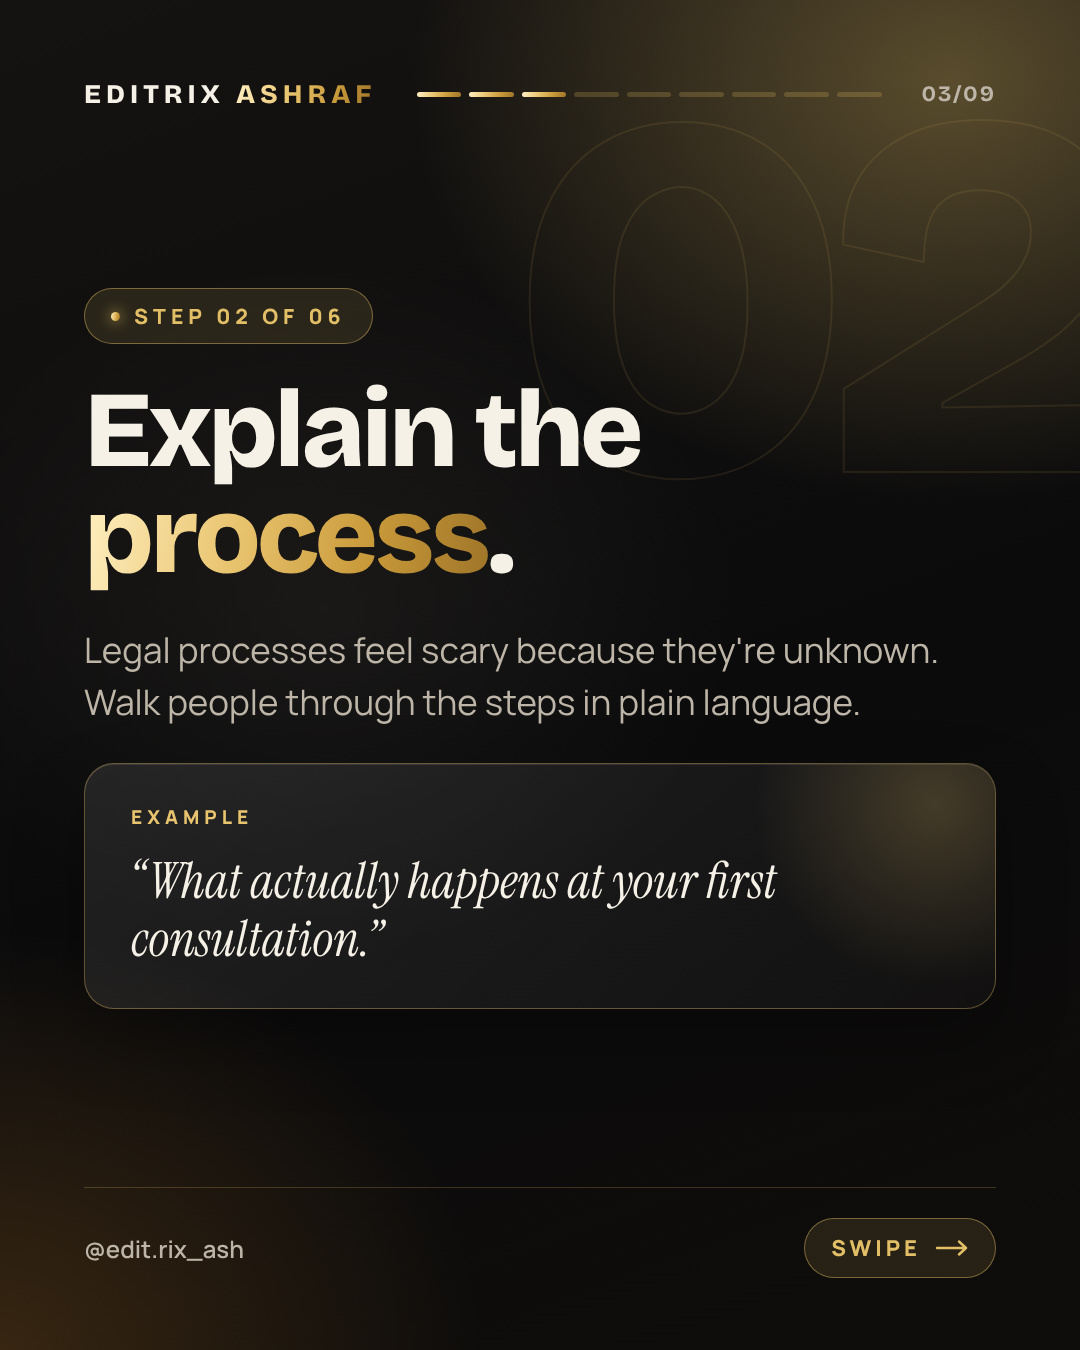 EDITRIX ASHRAF
03/09
02
STEP 02 OF 06
Explain the
process.
Legal processes feel scary because they're unknown.
Walk people through the steps in plain language.
EXAMPLE
“What actually happens at your first
consultation.”
@edit.rix_ash
SWIPE →